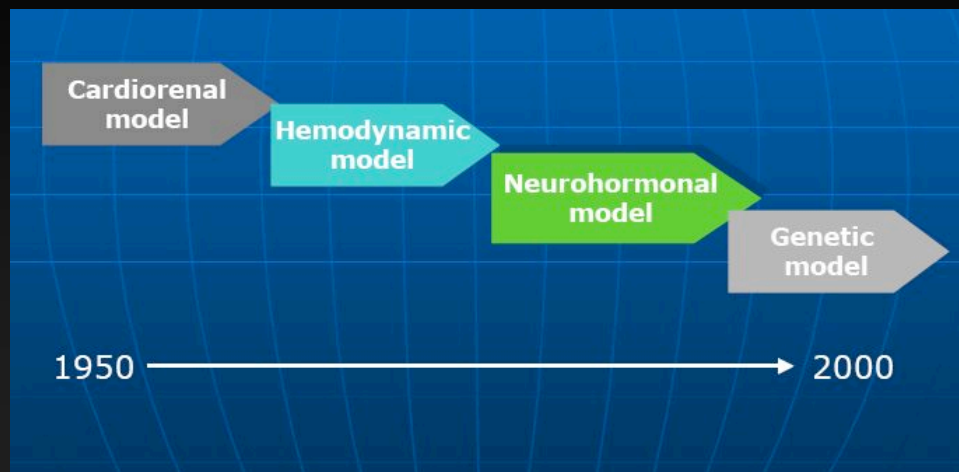 Cardiorenal
model
Hemodynamic
model
Neurohormonal
model
Genetic
model
1950
2000